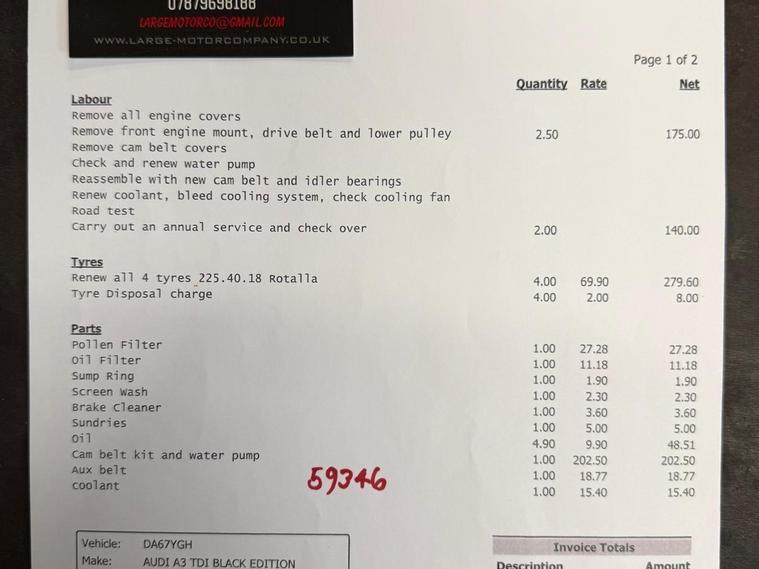 07879698188
LARGEMOTORCO@GMAIL.COM
WWW.LARGE-MOTORCOMPANY.CO.UK
Page 1 of 2
Quantity Rate Net
Labour
Remove all engine covers
Remove front engine mount, drive belt and lower pulley 2.50 175.00
Remove cam belt covers
Check and renew water pump
Reassemble with new cam belt and idler bearings
Renew coolant, bleed cooling system, check cooling fan
Road test
Carry out an annual service and check over 2.00 140.00
Tyres
Renew all 4 tyres 225.40.18 Rotalla 4.00 69.90 279.60
Tyre Disposal charge 4.00 2.00 8.00
Parts
Pollen Filter 1.00 27.28 27.28
Oil Filter 1.00 11.18 11.18
Sump Ring 1.00 1.90 1.90
Screen Wash 1.00 2.30 2.30
Brake Cleaner 1.00 3.60 3.60
Sundries 1.00 5.00 5.00
Oil 4.90 9.90 48.51
Cam belt kit and water pump 1.00 202.50 202.50
Aux belt 1.00 18.77 18.77
Coolant 1.00 15.40 15.40
59346
Vehicle: DA67YGH
Make: AUDI A3 TDI BLACK EDITION
Invoice Totals
Description Amount